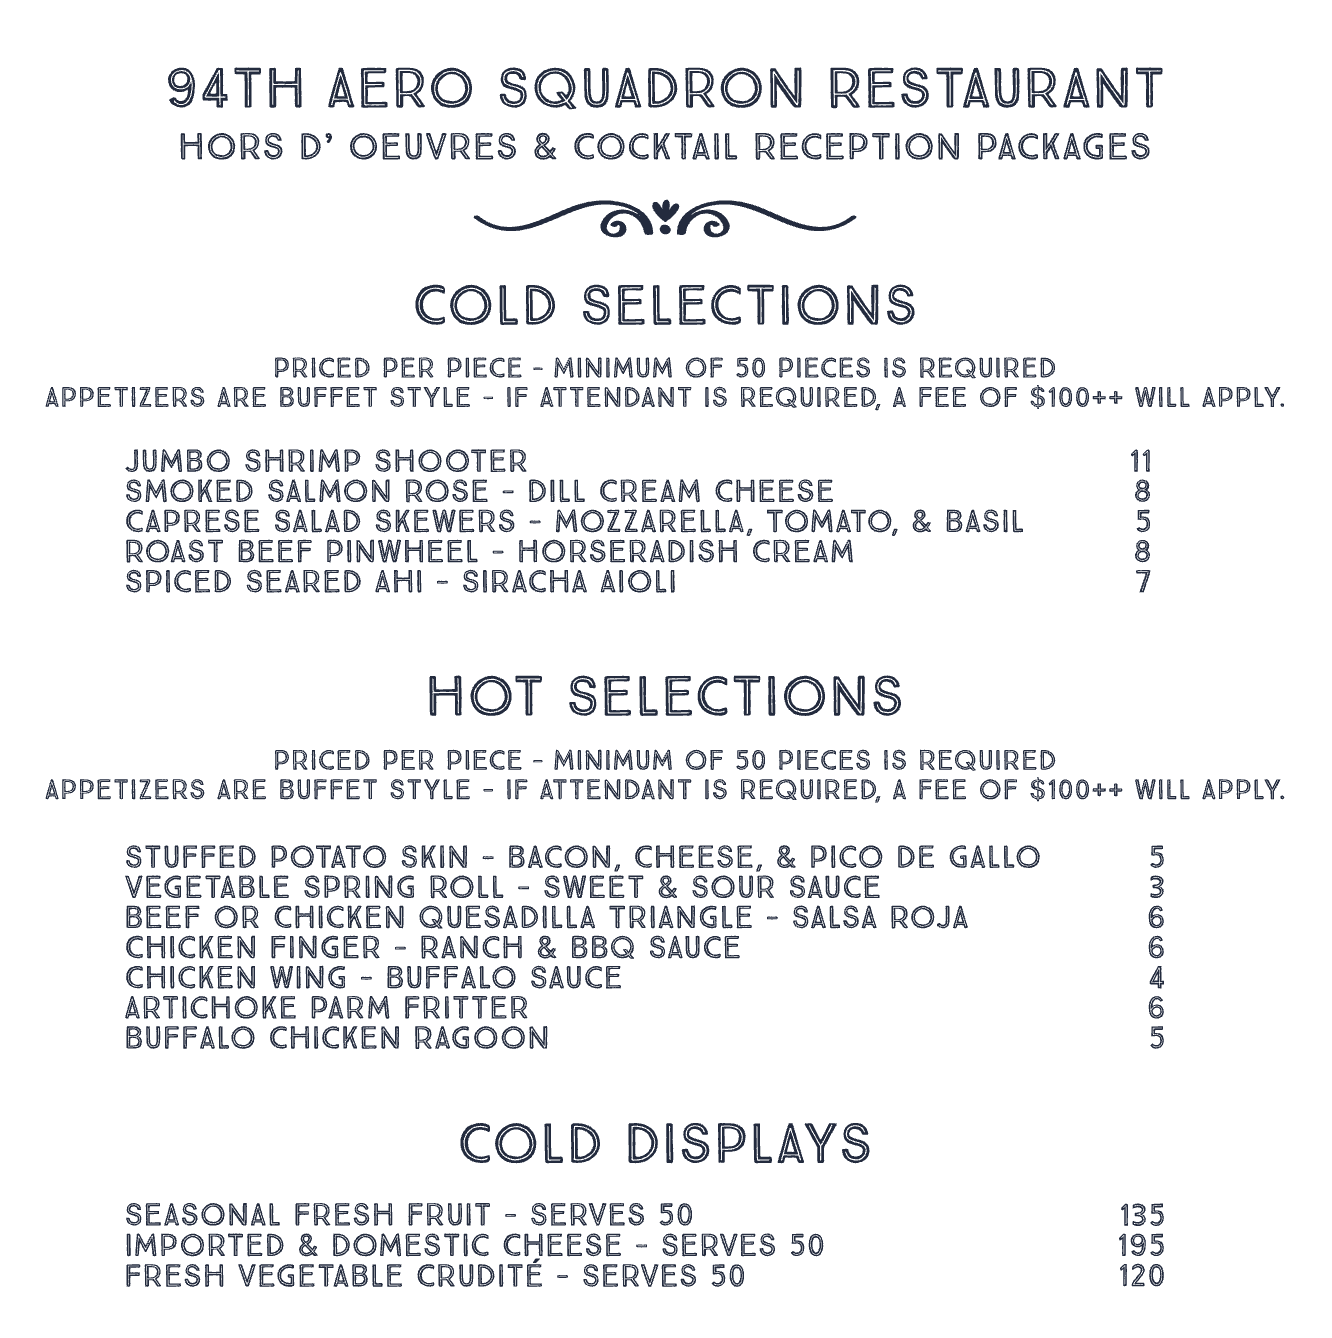 94TH AERO SQUADRON RESTAURANT
HORS D’ OEUVRES & COCKTAIL RECEPTION PACKAGES
COLD SELECTIONS
PRICED PER PIECE - MINIMUM OF 50 PIECES IS REQUIRED
APPETIZERS ARE BUFFET STYLE - IF ATTENDANT IS REQUIRED, A FEE OF $100++ WILL APPLY.
JUMBO SHRIMP SHOOTER 11
SMOKED SALMON ROSE - DILL CREAM CHEESE 8
CAPRESE SALAD SKEWERS - MOZZARELLA, TOMATO, & BASIL 5
ROAST BEEF PINWHEEL - HORSERADISH CREAM 8
SPICED SEARED AHI - SIRACHA AIOLI 7
HOT SELECTIONS
PRICED PER PIECE - MINIMUM OF 50 PIECES IS REQUIRED
APPETIZERS ARE BUFFET STYLE - IF ATTENDANT IS REQUIRED, A FEE OF $100++ WILL APPLY.
STUFFED POTATO SKIN - BACON, CHEESE, & PICO DE GALLO 5
VEGETABLE SPRING ROLL - SWEET & SOUR SAUCE 3
BEEF OR CHICKEN QUESADILLA TRIANGLE - SALSA ROJA 6
CHICKEN FINGER - RANCH & BBQ SAUCE 6
CHICKEN WING - BUFFALO SAUCE 4
ARTICHOKE PARM FRITTER 6
BUFFALO CHICKEN RAGOON 5
COLD DISPLAYS
SEASONAL FRESH FRUIT - SERVES 50 135
IMPORTED & DOMESTIC CHEESE - SERVES 50 195
FRESH VEGETABLE CRUDITÉ - SERVES 50 120